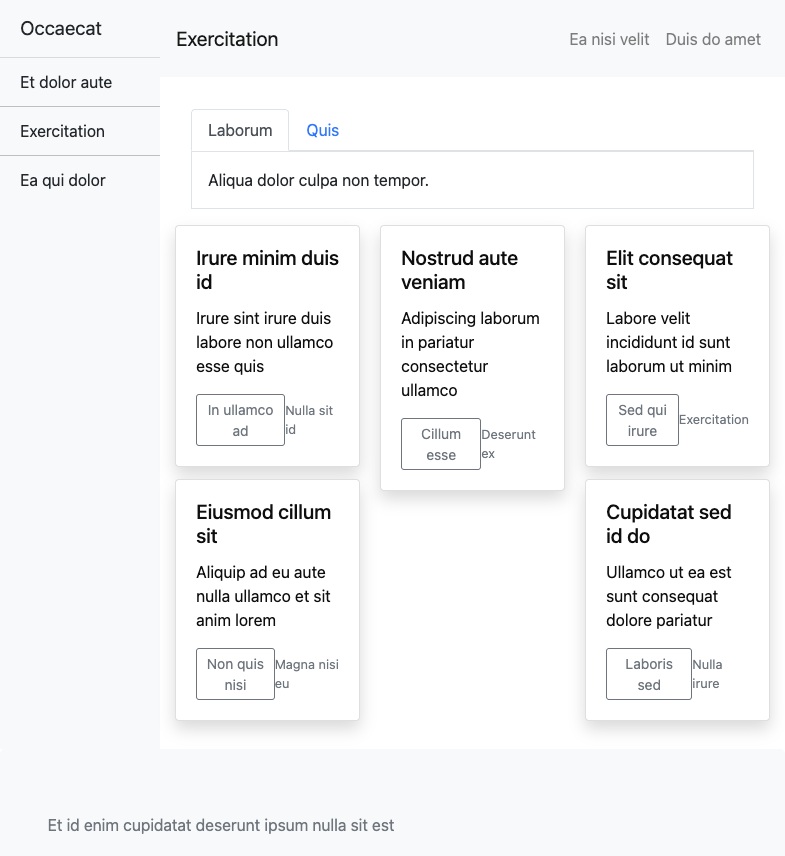 Occaecat
Et dolor aute
Exercitation
Ea qui dolor
Exercitation
Ea nisi velit
Duis do amet
Laborum
Quis
Aliqua dolor culpa non tempor.
Irure minim duis
id
Irure sint irure duis
labore non ullamco
esse quis
In ullamco
ad
Nulla sit
id
Eiusmod cillum
sit
Aliquip ad eu aute
nulla ullamco et sit
anim lorem
Non quis
nisi
Magna nisi
eu
Nostrud aute
veniam
Adipiscing laborum
in pariatur
consectetur
ullamco
Cillum
esse
Deserunt
ex
Elit consequat
sit
Labore velit
incididunt id sunt
laborum ut minim
Sed qui
irure
Exercitation
Cupidatat sed
id do
Ullamco ut ea est
sunt consequat
dolore pariatur
Laboris
sed
Nulla
irure
Et id enim cupidatat deserunt ipsum nulla sit est